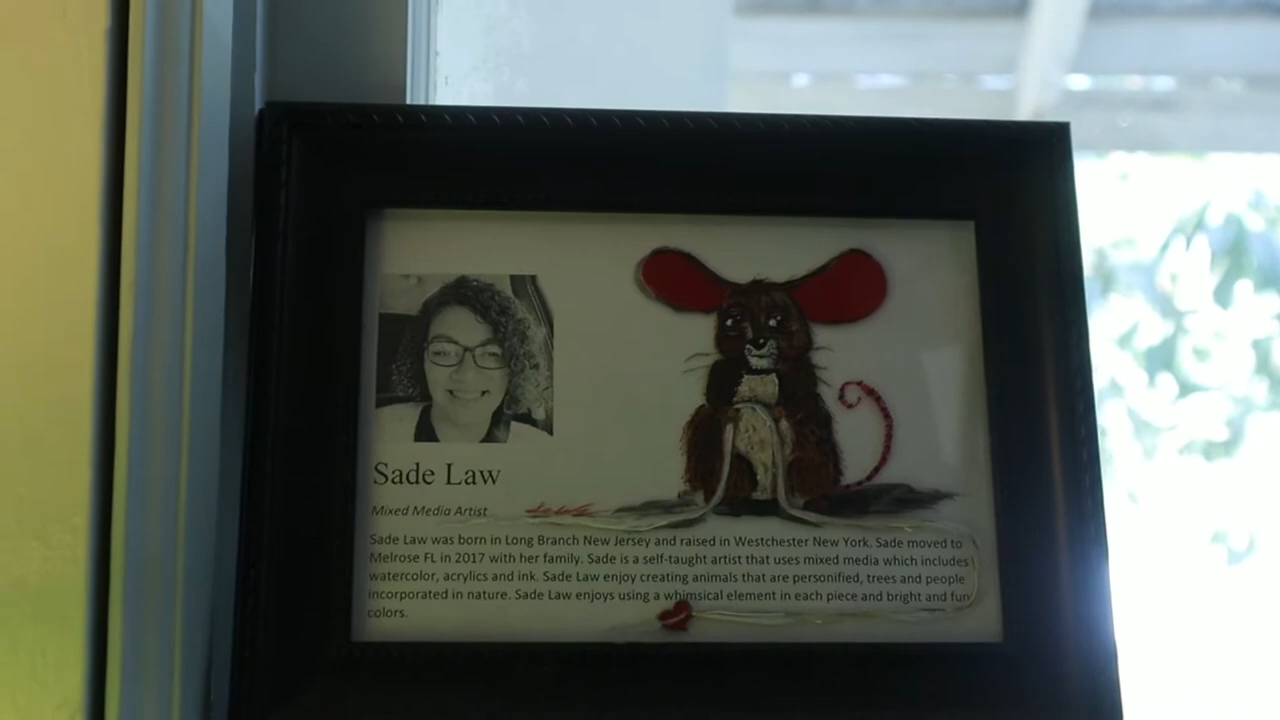 Sade Law
Mixed Media Artist
Sade Law was born in Long Branch New Jersey and raised in Westchester New York. Sade moved to
Melrose FL in 2017 with her family. Sade is a self-taught artist that uses mixed media which includes
watercolor, acrylics and ink. Sade Law enjoy creating animals that are personified, trees and people
incorporated in nature. Sade Law enjoys using a whimsical element in each piece and bright and fun
colors.